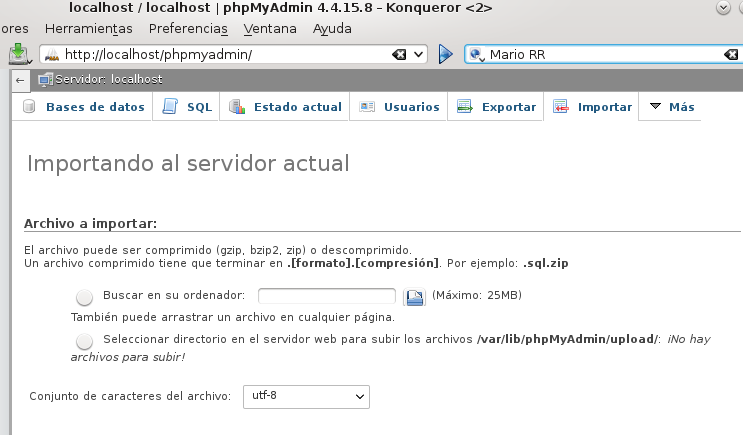 localhost / localhost | phpMyAdmin 4.4.15.8 – Konqueror <2>
ores Herramientas Preferencias Ventana Ayuda
http://localhost/phpmyadmin/ Mario RR
← Servidor: localhost
Bases de datos SQL Estado actual Usuarios Exportar Importar Más
Importando al servidor actual
Archivo a importar:
El archivo puede ser comprimido (gzip, bzip2, zip) o descomprimido.
Un archivo comprimido tiene que terminar en .[formato].[compresión]. Por ejemplo: .sql.zip
Buscar en su ordenador: (Máximo: 25MB)
También puede arrastrar un archivo en cualquier página.
Seleccionar directorio en el servidor web para subir los archivos /var/lib/phpMyAdmin/upload/: ¡No hay
archivos para subir!
Conjunto de caracteres del archivo: utf-8